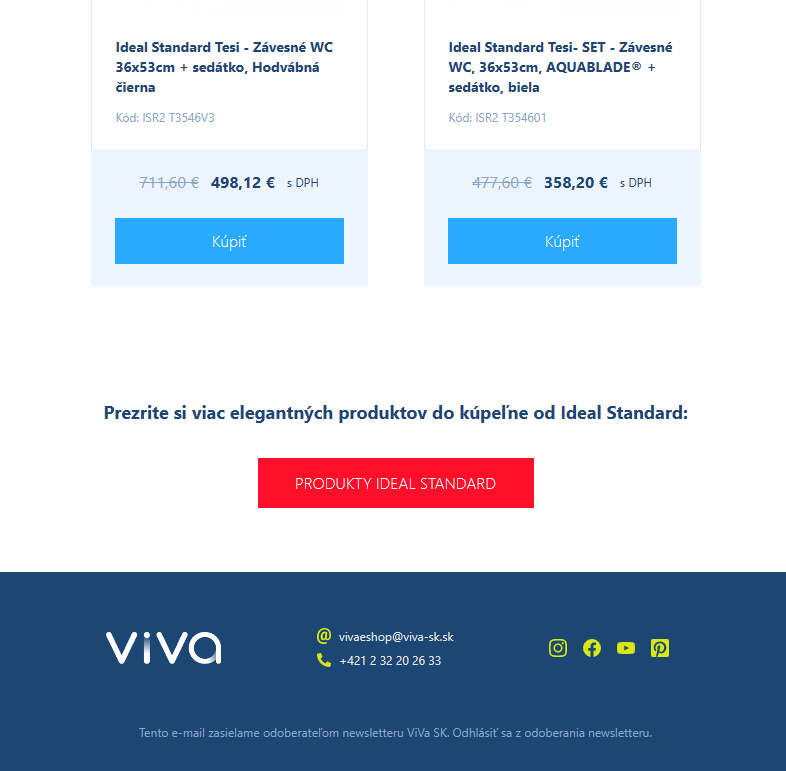 Ideal Standard Tesi - Závesné WC
36x53cm + sedátko, Hodvábná
čierna
Kód: ISR2 T3546V3
711,60 € 498,12 € s DPH
Kúpiť
Ideal Standard Tesi- SET - Závesné
WC, 36x53cm, AQUABLADE® +
sedátko, biela
Kód: ISR2 T354601
477,60 € 358,20 € s DPH
Kúpiť
Prezrite si viac elegantných produktov do kúpeľne od Ideal Standard:
PRODUKTY IDEAL STANDARD
viva
vivaeshop@viva-sk.sk
+421 2 32 20 26 33
Tento e-mail zasielame odoberateľom newsletteru ViVa SK. Odhlásiť sa z odoberania newsletteru.